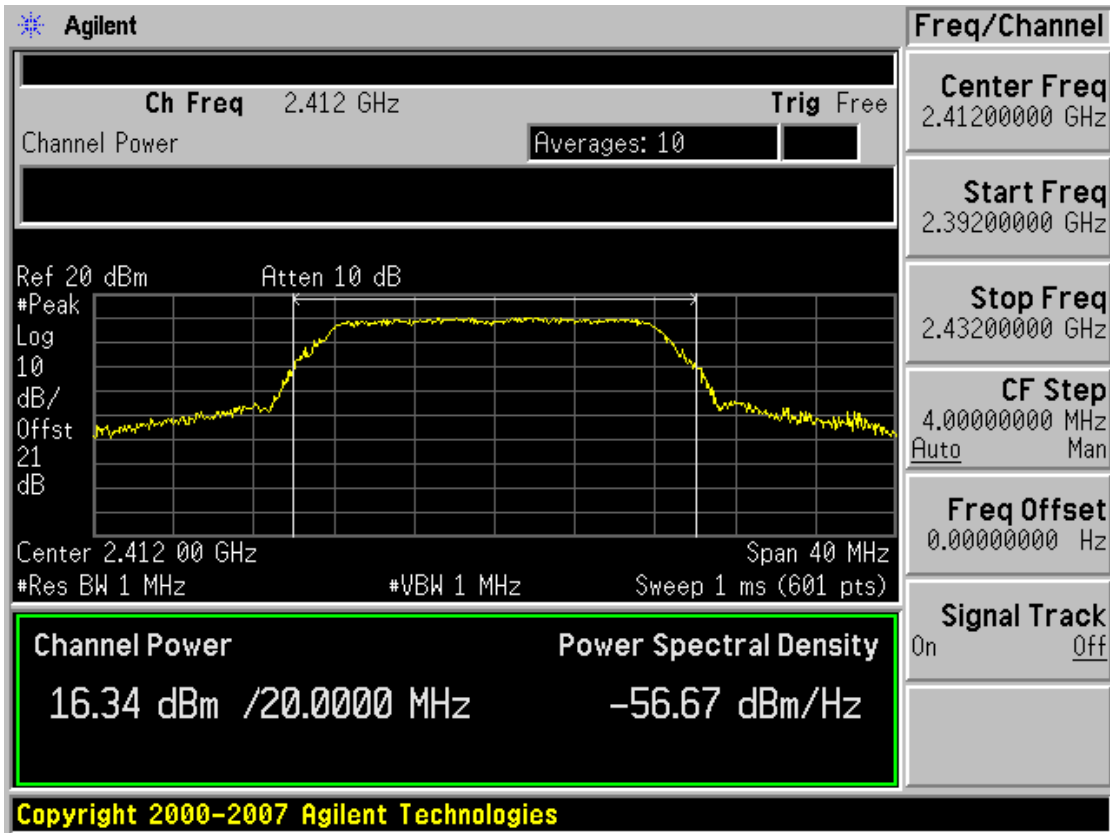 Agilent
Freq/Channel
Ch Freq 2.412 GHz Trig Free
Channel Power Averages: 10
Center Freq
2.41200000 GHz
Start Freq
2.39200000 GHz
Stop Freq
2.43200000 GHz
CF Step
4.00000000 MHz
Auto Man
Freq Offset
0.00000000 Hz
Signal Track
On Off
Ref 20 dBm Atten 10 dB
#Peak
Log
10
dB/
Offst
21
dB
Center 2.412 00 GHz Span 40 MHz
#Res BW 1 MHz #VBW 1 MHz Sweep 1 ms (601 pts)
Channel Power Power Spectral Density
16.34 dBm /20.0000 MHz -56.67 dBm/Hz
Copyright 2000-2007 Agilent Technologies